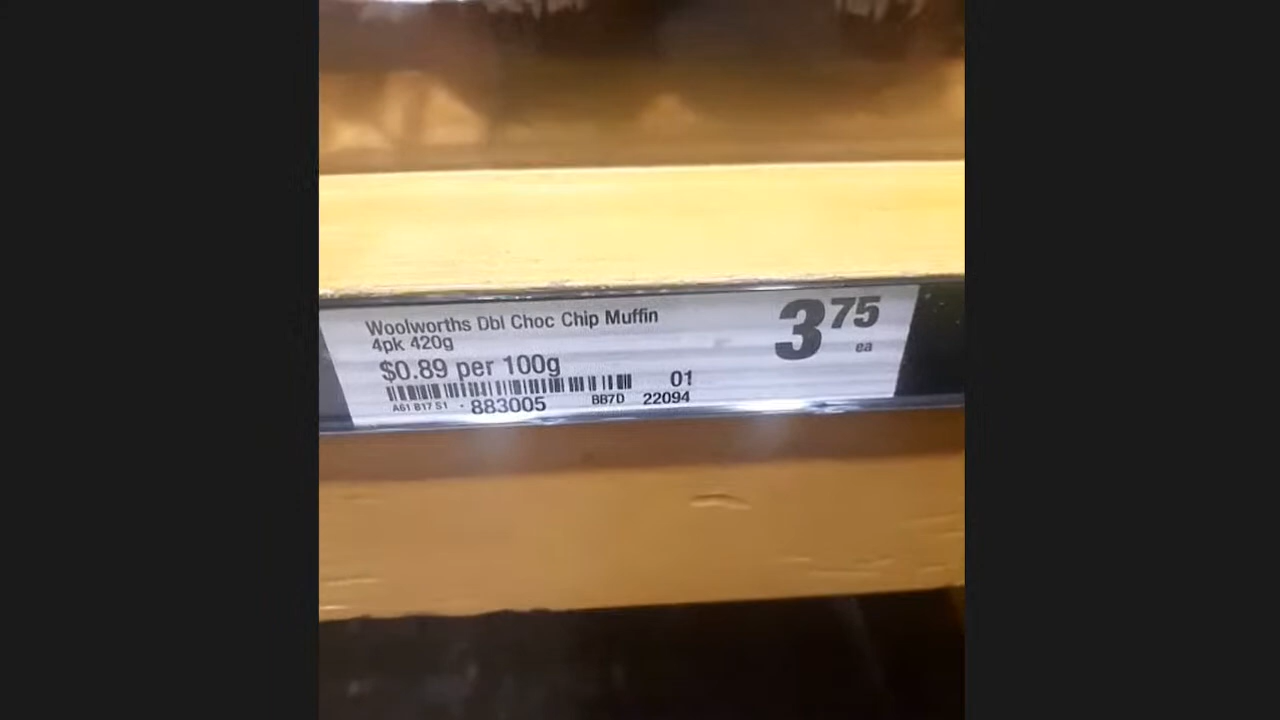 Woolworths Dbl Choc Chip Muffin
4pk 420g
$0.89 per 100g
3 75
ea
01
A61 B17 S1 · 883005 BB7D 22094